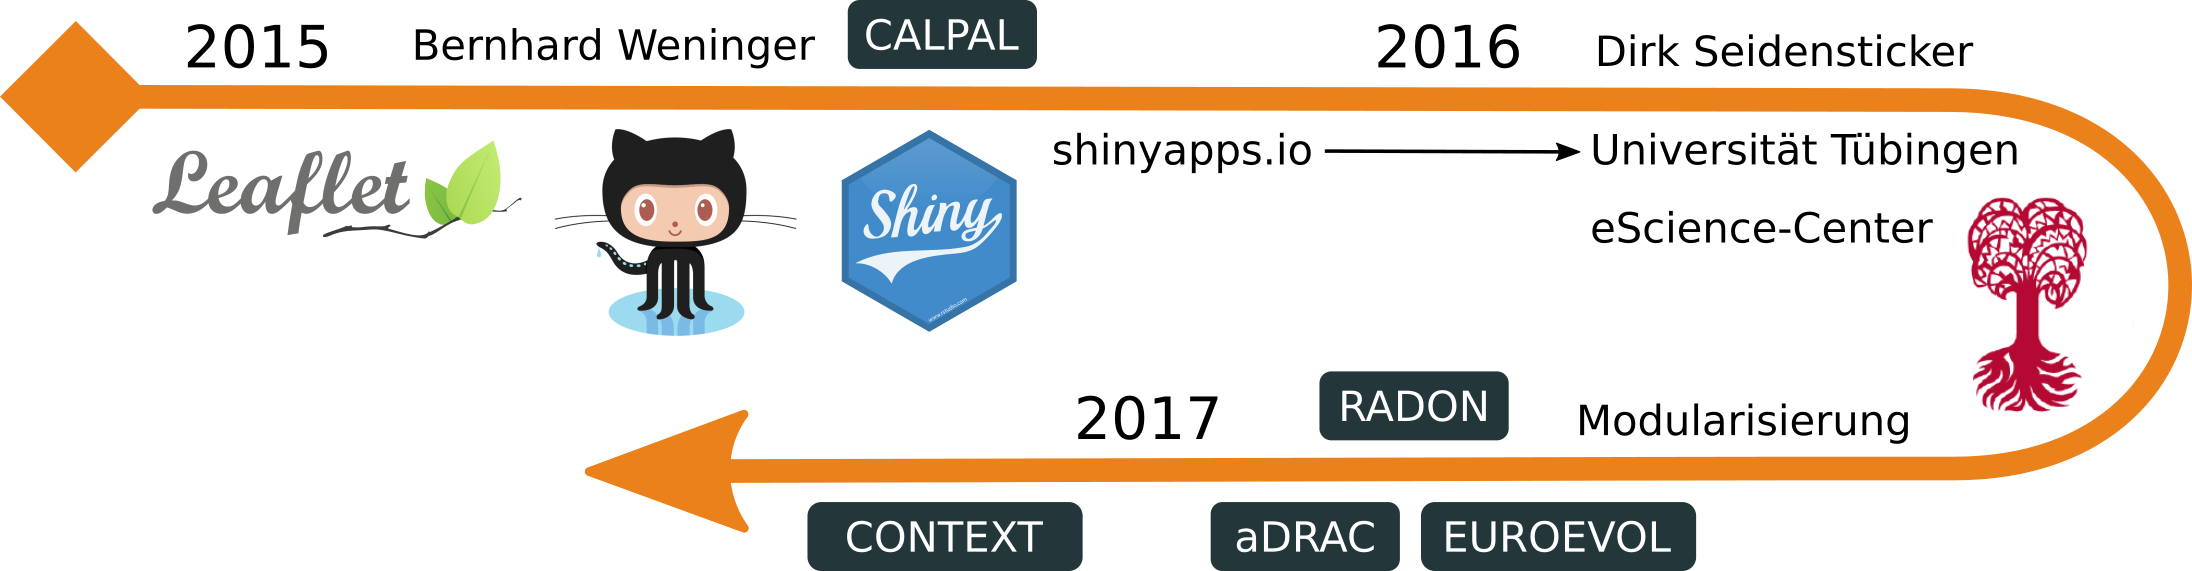 2015
Bernhard Weninger
CALPAL
2016
Dirk Seidensticker
Leaflet
Shiny
www.rstudio.com
shinyapps.io
Universität Tübingen
eScience-Center
Modularisierung
RADON
2017
EUROEVOL
aDRAC
CONTEXT